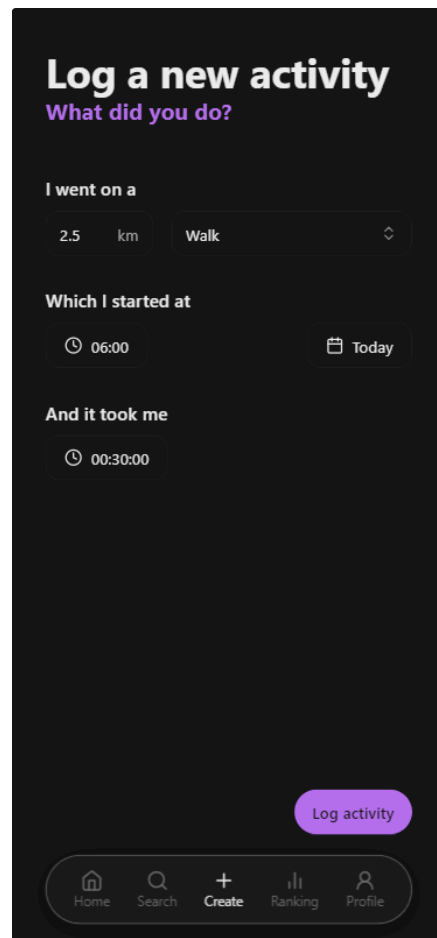 Log a new activity
What did you do?
I went on a
2.5 km Walk
Which I started at
06:00 Today
And it took me
00:30:00
Log activity
Home Search Create Ranking Profile